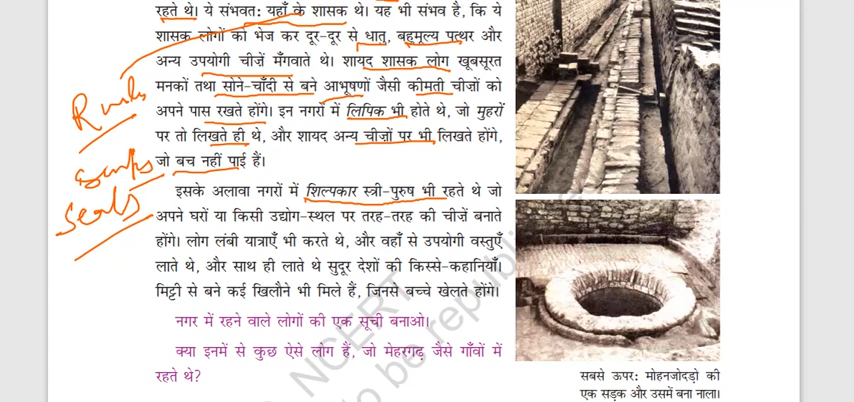 रहते थे। ये संभवत: यहाँ के शासक थे। यह भी संभव है, कि ये
शासक लोगों को भेज कर दूर-दूर से धातु, बहुमूल्य पत्थर और
अन्य उपयोगी चीज़ें मँगवाते थे। शायद शासक लोग खूबसूरत
मनकों तथा सोने-चाँदी से बने आभूषणों जैसी कीमती चीज़ों को
अपने पास रखते होंगे। इन नगरों में लिपिक भी होते थे, जो मुहरों
पर तो लिखते ही थे, और शायद अन्य चीज़ों पर भी लिखते होंगे,
जो बच नहीं पाई हैं।
इसके अलावा नगरों में शिल्पकार स्त्री-पुरुष भी रहते थे जो
अपने घरों या किसी उद्योग-स्थल पर तरह-तरह की चीज़ें बनाते
होंगे। लोग लंबी यात्राएँ भी करते थे, और वहाँ से उपयोगी वस्तुएँ
लाते थे, और साथ ही लाते थे सुदूर देशों की किस्से-कहानियाँ।
मिट्टी से बने कई खिलौने भी मिले हैं, जिनसे बच्चे खेलते होंगे।
नगर में रहने वाले लोगों की एक सूची बनाओ।
क्या इनमें से कुछ ऐसे लोग हैं, जो मेहरगढ़ जैसे गाँवों में
रहते थे?
सबसे ऊपर: मोहनजोदड़ो की
एक सड़क और उसमें बना नाला।
Seals
NCERT
to be republi